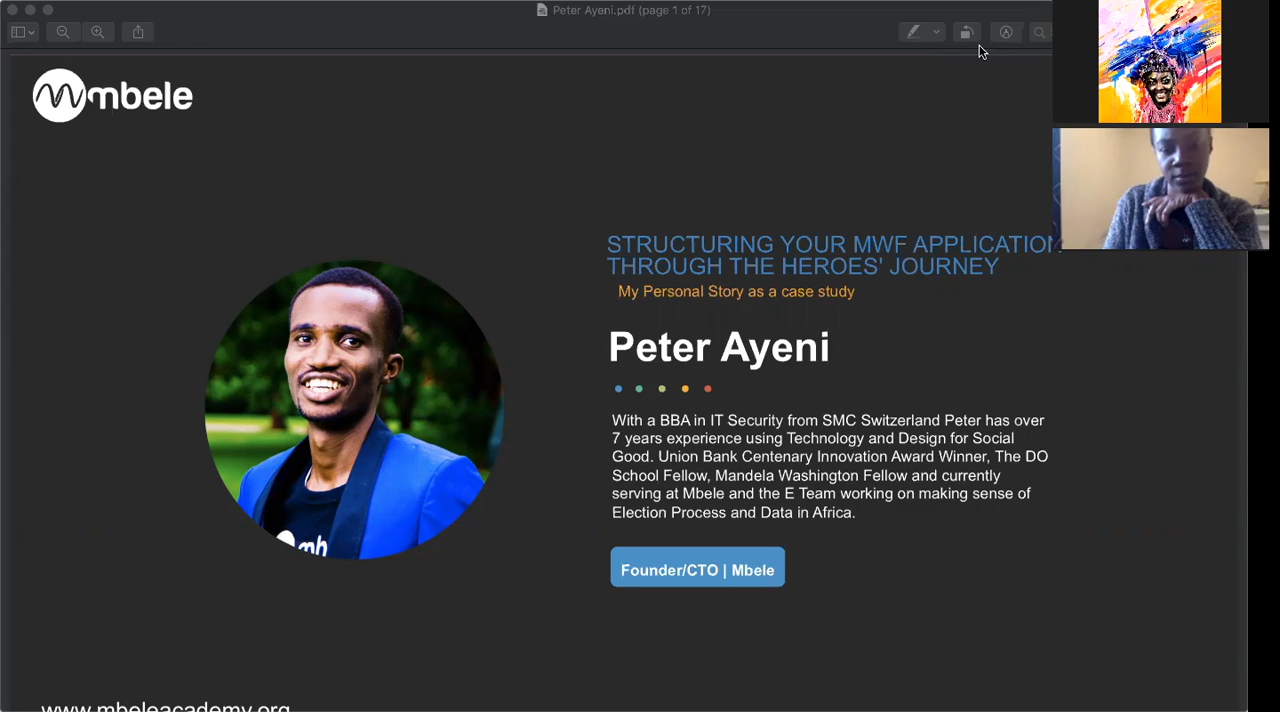 Peter Ayeni.pdf (page 1 of 17)
mbele
STRUCTURING YOUR MWF APPLICATION
THROUGH THE HEROES' JOURNEY
My Personal Story as a case study
Peter Ayeni
With a BBA in IT Security from SMC Switzerland Peter has over
7 years experience using Technology and Design for Social
Good. Union Bank Centenary Innovation Award Winner, The DO
School Fellow, Mandela Washington Fellow and currently
serving at Mbele and the E Team working on making sense of
Election Process and Data in Africa.
mb
Founder/CTO | Mbele
www.mbeleacademy.org